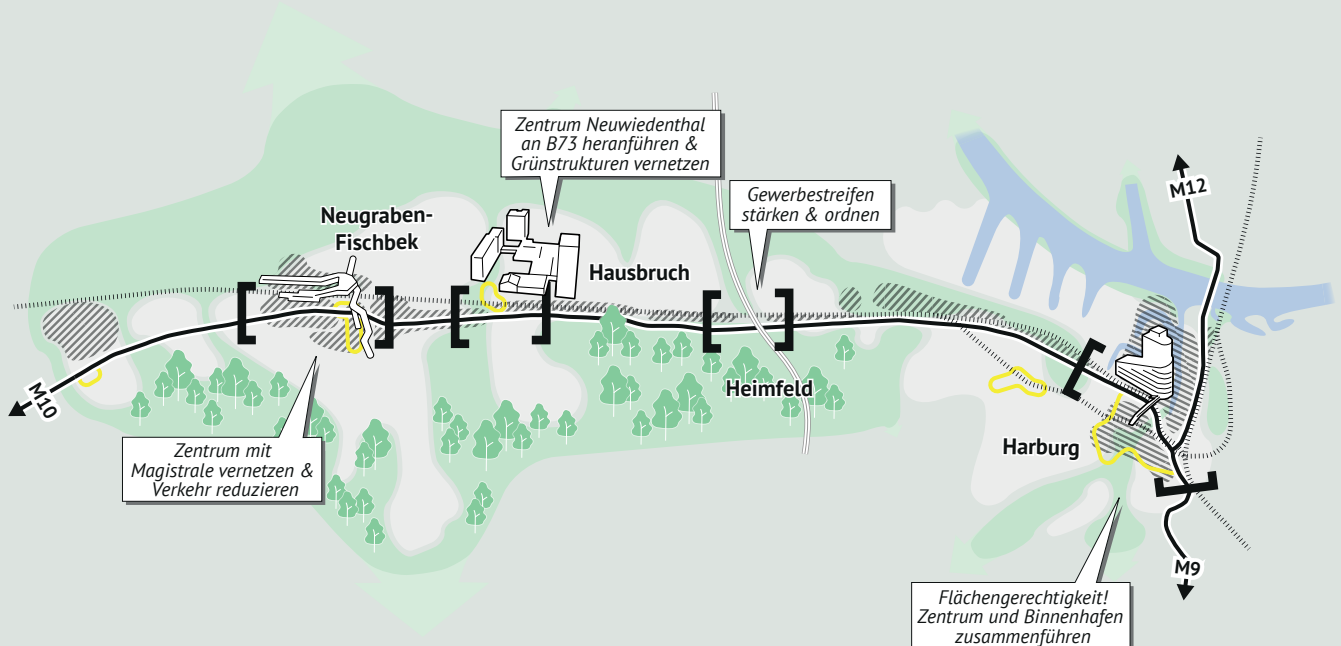 Zentrum Neuwiedenthal
an B73 heranführen &
Grünstrukturen vernetzen
Gewerbestreifen
stärken & ordnen
M12
Neugraben-
Fischbek
Hausbruch
Heimfeld
M10
Harburg
Zentrum mit
Magistrale vernetzen &
Verkehr reduzieren
M9
Flächengerechtigkeit!
Zentrum und Binnenhafen
zusammenführen